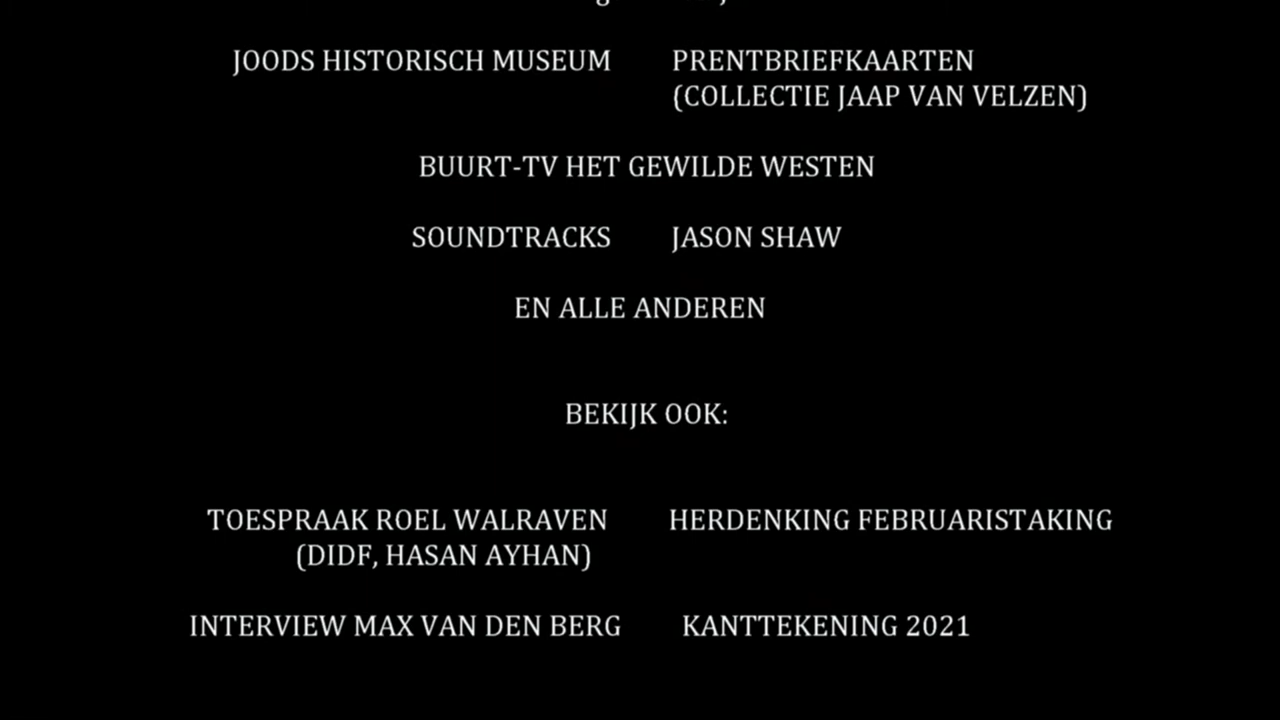 JOODS HISTORISCH MUSEUM PRENTBRIEFKAARTEN
(COLLECTIE JAAP VAN VELZEN)
BUURT-TV HET GEWILDE WESTEN
SOUNDTRACKS JASON SHAW
EN ALLE ANDEREN
BEKIJK OOK:
TOESPRAAK ROEL WALRAVEN HERDENKING FEBRUARISTAKING
(DIDF, HASAN AYHAN)
INTERVIEW MAX VAN DEN BERG KANTTEKENING 2021